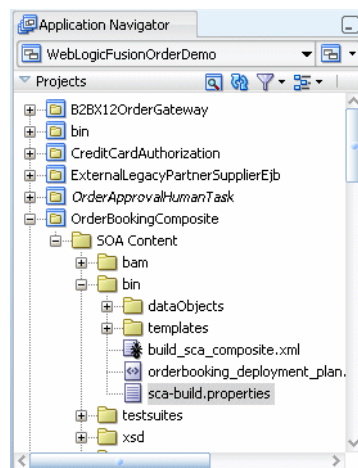 Application Navigator
WebLogicFusionOrderDemo
Projects
B2BX12OrderGateway
bin
CreditCardAuthorization
ExternalLegacyPartnerSupplierEjb
OrderApprovalHumanTask
OrderBookingComposite
SOA Content
bam
bin
dataObjects
templates
build_sca_composite.xml
orderbooking_deployment_plan.
sca-build.properties
testsuites
xsd